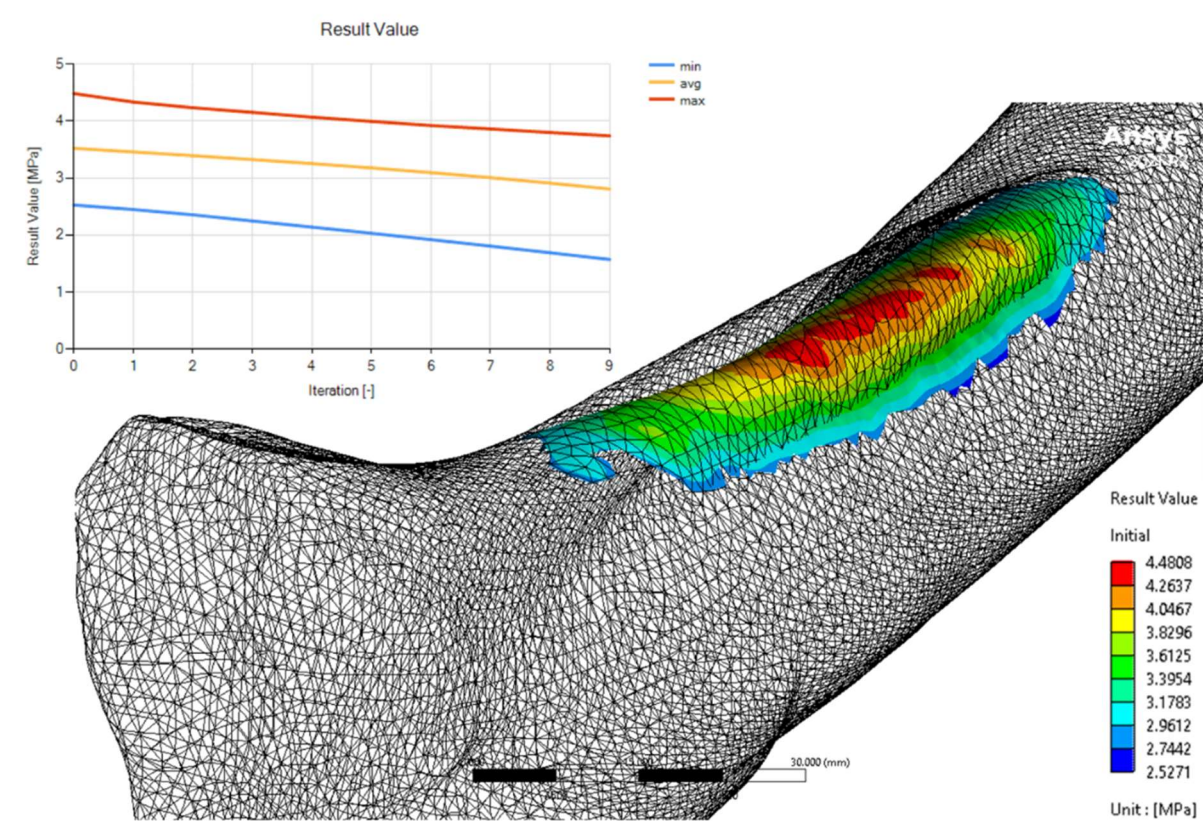 Result Value
min
avg
max
5
4
3
2
1
0
Result Value [MPa]
0 1 2 3 4 5 6 7 8 9
Iteration [-]
Ansys
Result Value
Initial
4.4808
4.2637
4.0467
3.8296
3.6125
3.3954
3.1783
2.9612
2.7442
2.5271
Unit : [MPa]
30.000 (mm)